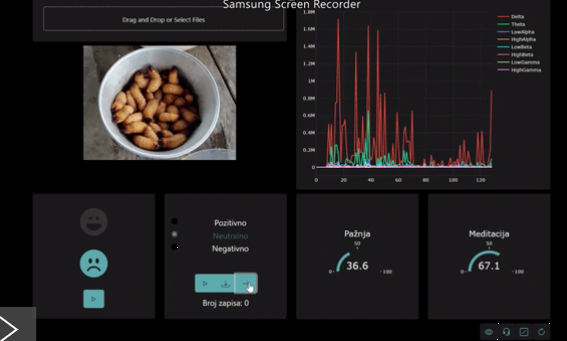 Samsung Screen Recorder
Drag and Drop or Select Files
1.8M
1.6M
1.4M
1.2M
1M
0.8M
0.6M
0.4M
0.2M
0
0 20 40 60 80 100 120
Delta
Theta
LowAlpha
HighAlpha
LowBeta
HighBeta
LowGamma
HighGamma
Pozitivno
Neutralno
Negativno
Broj zapisa: 0
Pažnja
50
0 36.6 100
Meditacija
50
0 67.1 100